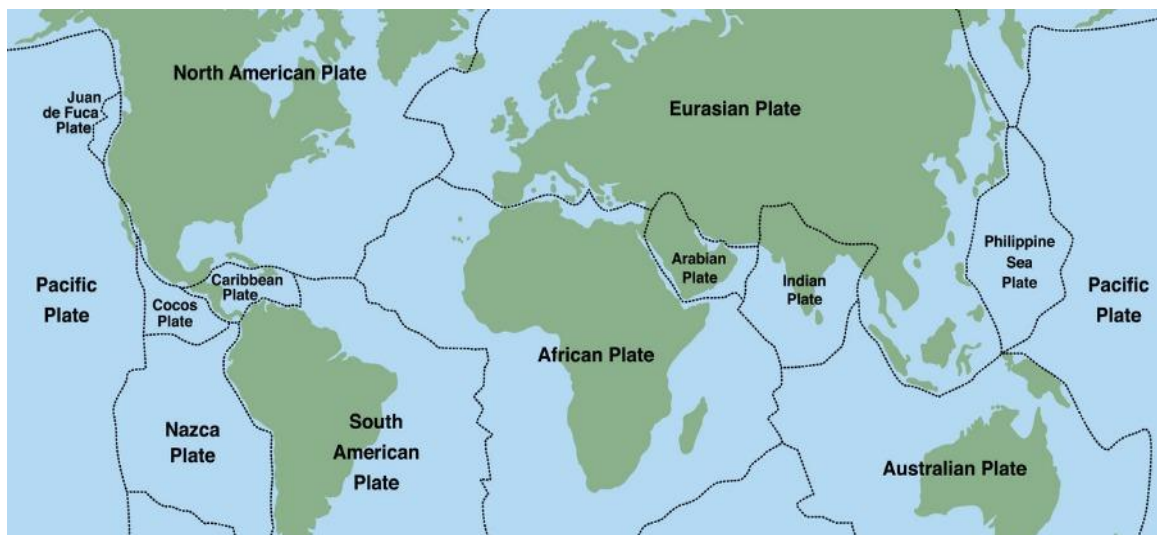 North American Plate
Juan
de Fuca
Plate
Eurasian Plate
Caribbean
Plate
Cocos
Plate
Arabian
Plate
Indian
Plate
Philippine
Sea
Plate
Pacific
Plate
Pacific
Plate
African Plate
Nazca
Plate
South
American
Plate
Australian Plate